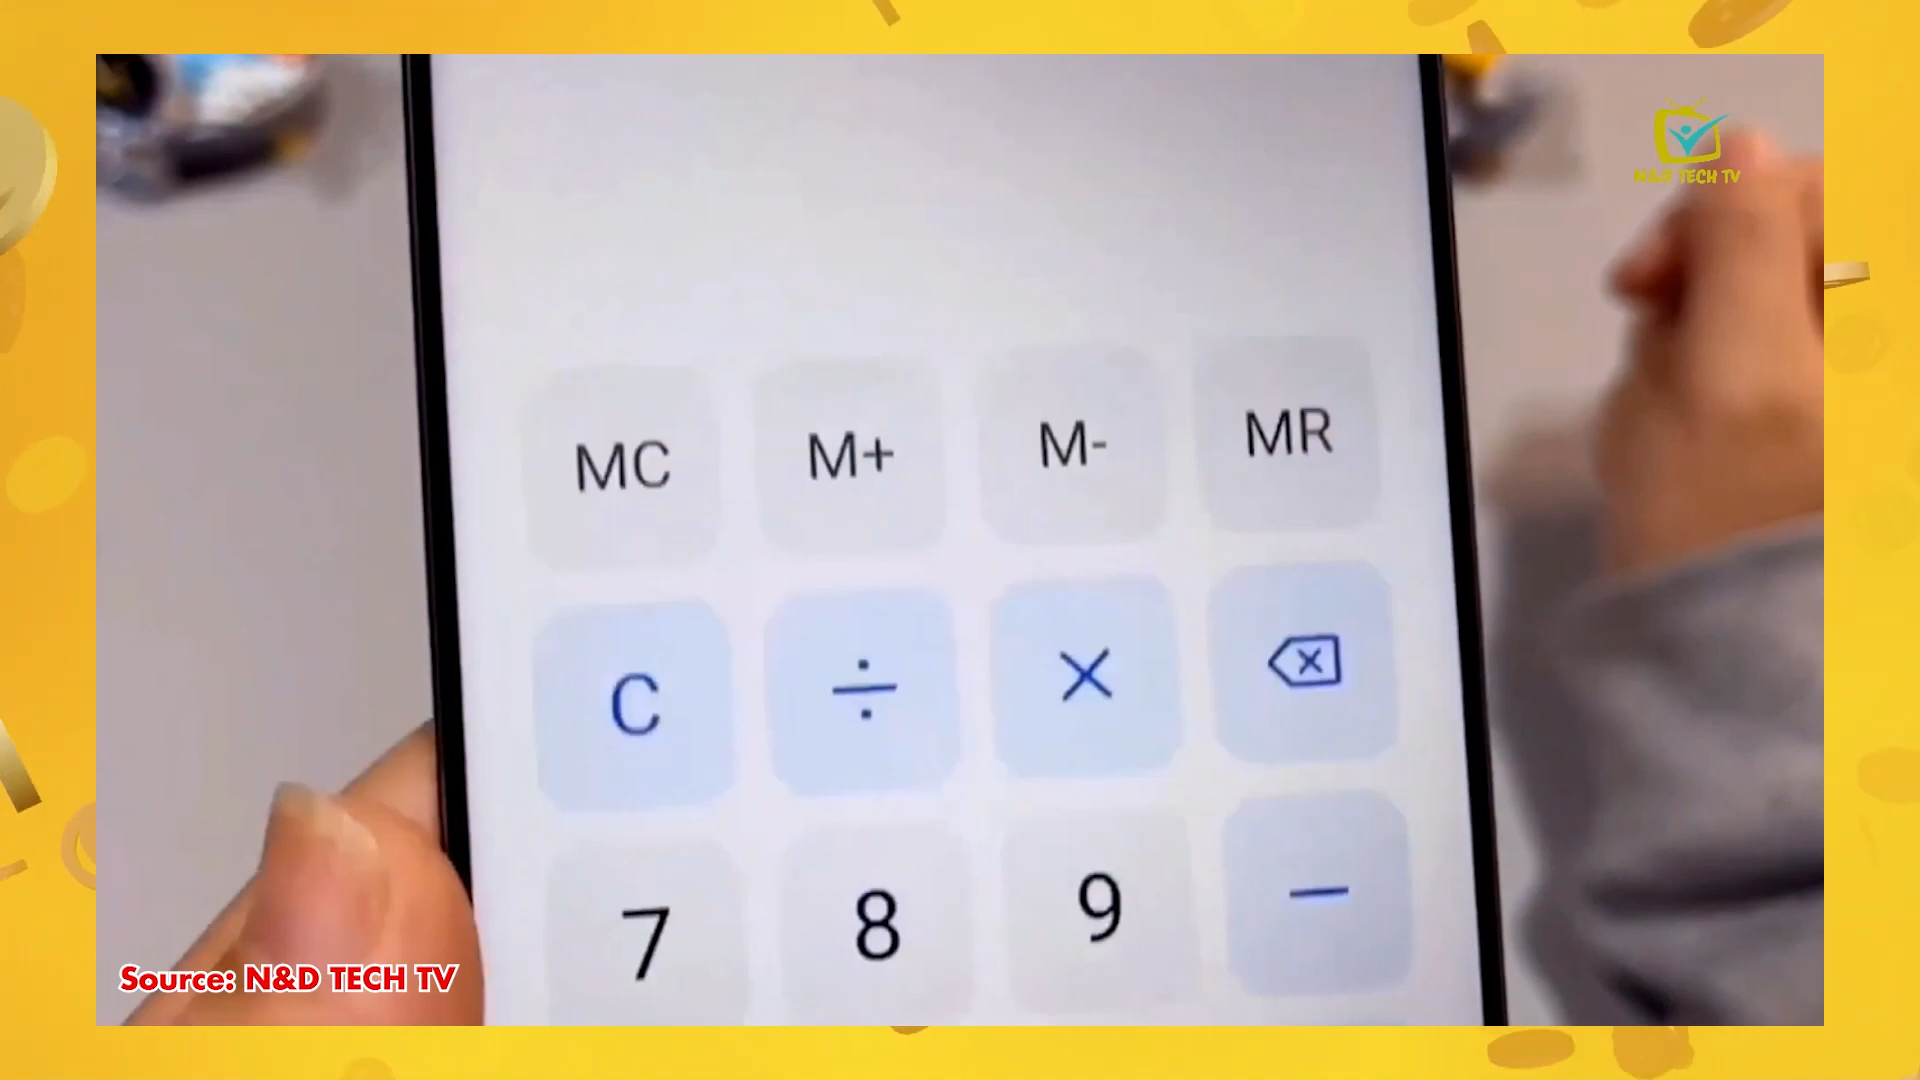 N&D TECH TV
MC M+ M- MR
C ÷ ×
7 8 9 −
Source: N&D TECH TV